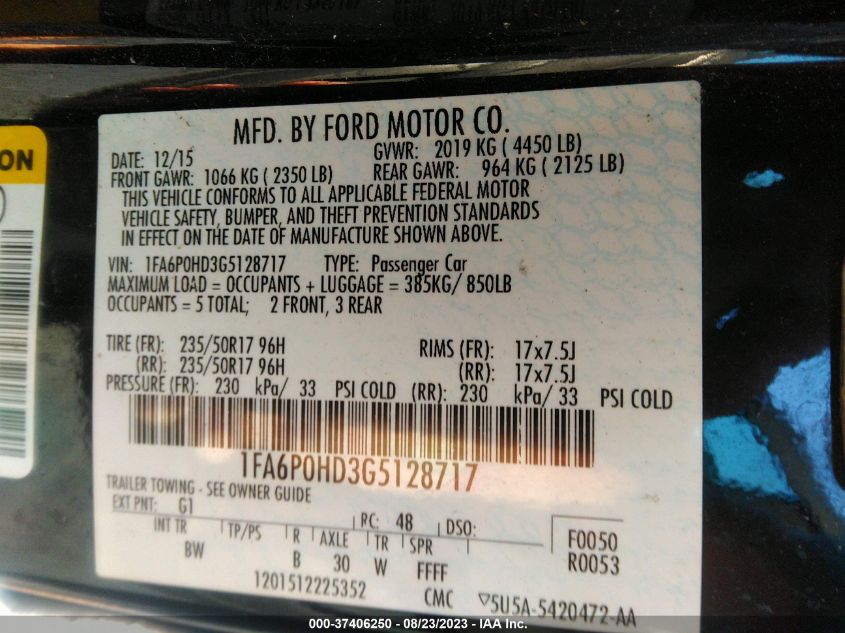 ON
MFD. BY FORD MOTOR CO.
DATE: 12/15
GVWR: 2019 KG ( 4450 LB)
FRONT GAWR: 1066 KG ( 2350 LB)
REAR GAWR: 964 KG ( 2125 LB)
THIS VEHICLE CONFORMS TO ALL APPLICABLE FEDERAL MOTOR
VEHICLE SAFETY, BUMPER, AND THEFT PREVENTION STANDARDS
IN EFFECT ON THE DATE OF MANUFACTURE SHOWN ABOVE.
VIN: 1FA6P0HD3G5128717 TYPE: Passenger Car
MAXIMUM LOAD = OCCUPANTS + LUGGAGE = 385KG/ 850LB
OCCUPANTS = 5 TOTAL; 2 FRONT, 3 REAR
TIRE (FR): 235/50R17 96H RIMS (FR): 17x7.5J
(RR): 235/50R17 96H (RR): 17x7.5J
PRESSURE (FR): 230 kPa/ 33 PSI COLD (RR): 230 kPa/ 33 PSI COLD
1FA6P0HD3G5128717
TRAILER TOWING - SEE OWNER GUIDE
EXT PNT: G1 RC: 48 DSO:
INT TR TP/PS R AXLE TR SPR F0050
BW B 30 W FFFF R0053
1201512225352 CMC ▽5U5A-5420472-AA
000-37406250 - 08/23/2023 - IAA Inc.